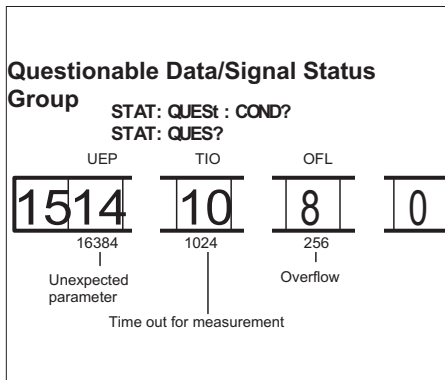 Questionable Data/Signal Status
Group
STAT: QUESt : COND?
STAT: QUES?
UEP TIO OFL
15 14 10 8 0
16384 1024 256
Unexpected
parameter
Overflow
Time out for measurement